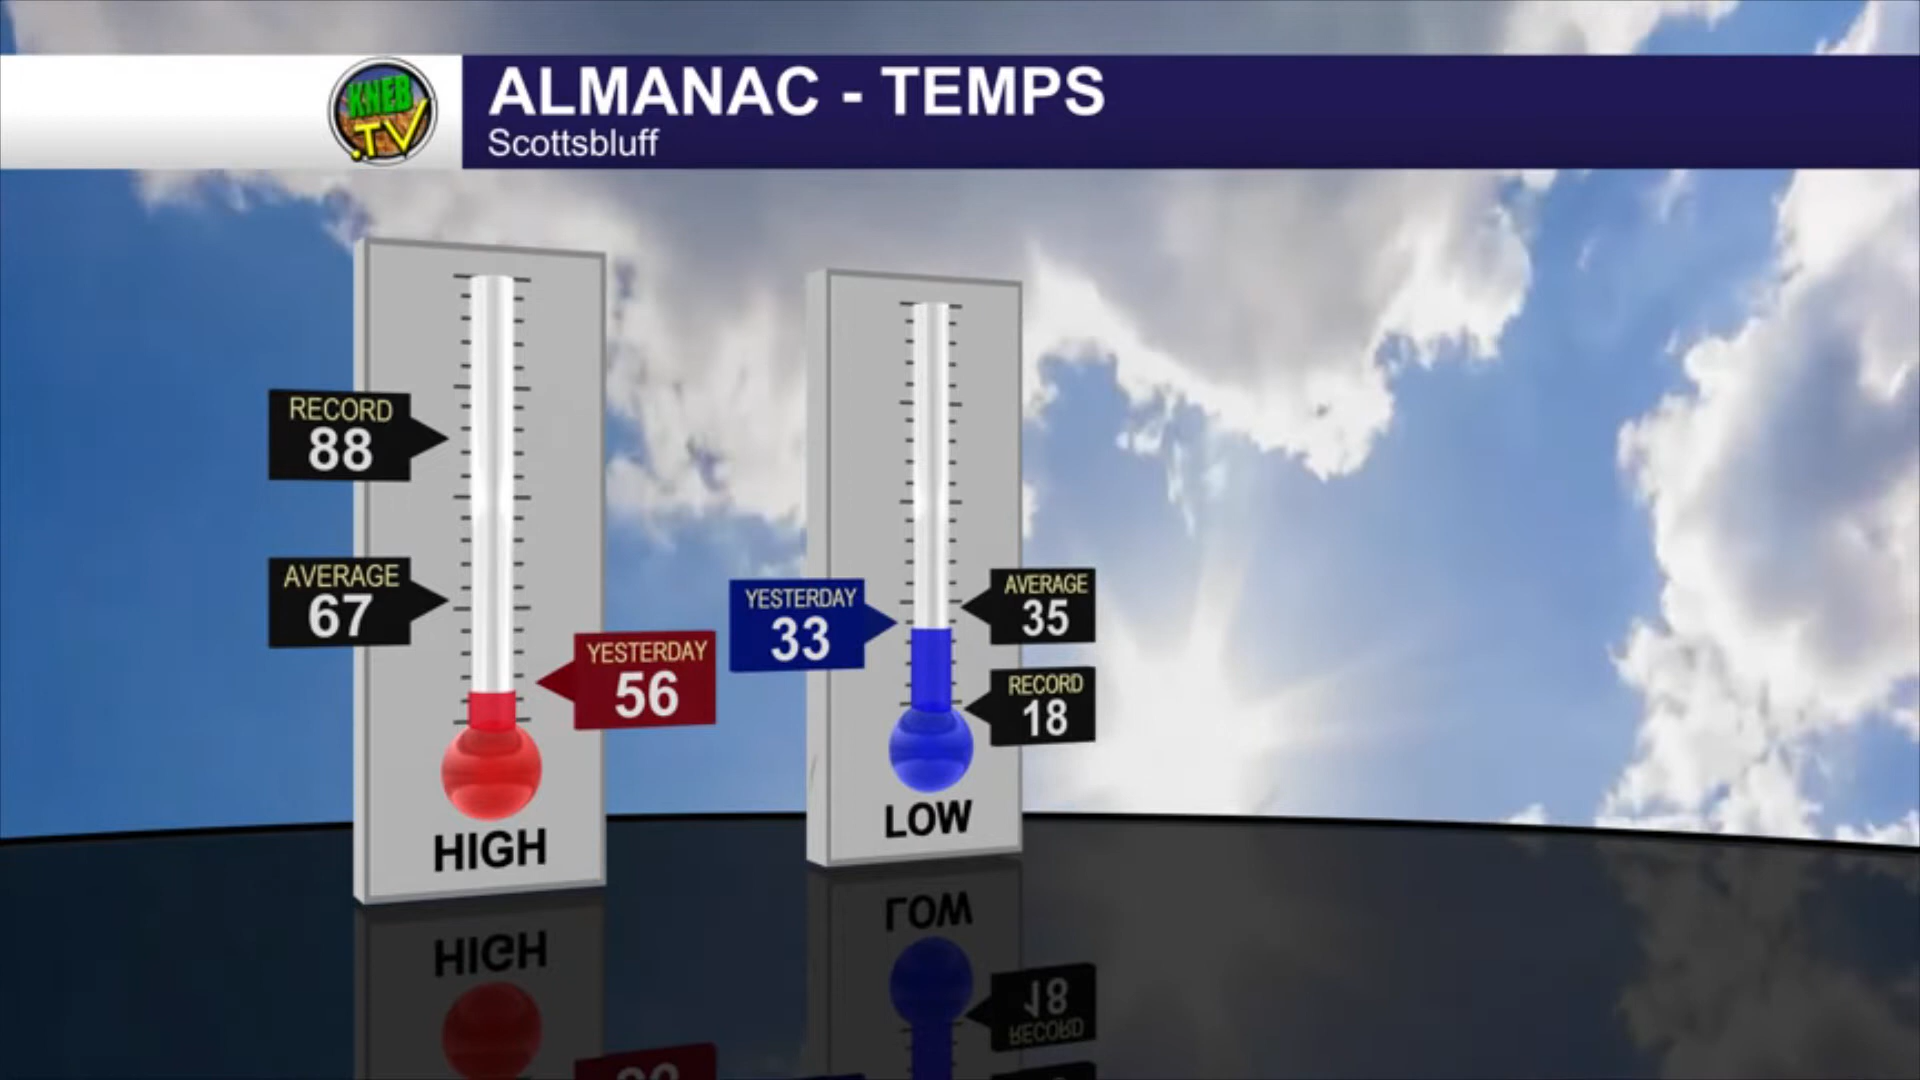 KNEB
.TV
ALMANAC - TEMPS
Scottsbluff
RECORD
88
AVERAGE
67
YESTERDAY
56
HIGH
YESTERDAY
33
AVERAGE
35
RECORD
18
LOW